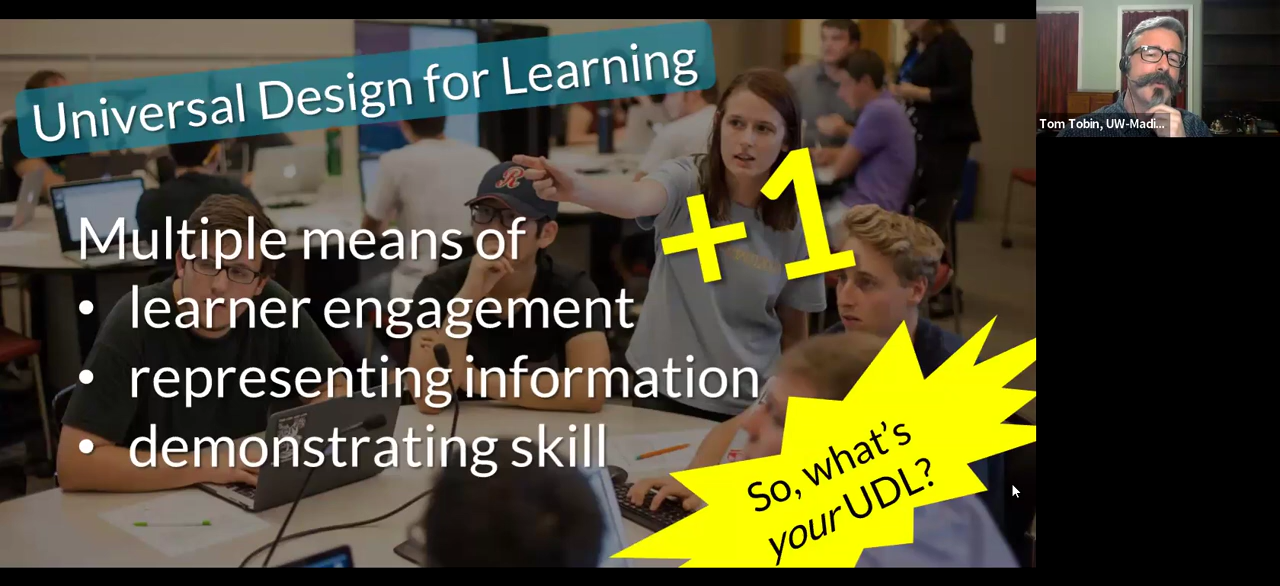 Universal Design for Learning
Multiple means of
• learner engagement
• representing information
• demonstrating skill
+1
So, what's
your UDL?
R
Tom Tobin, UW-Madi...